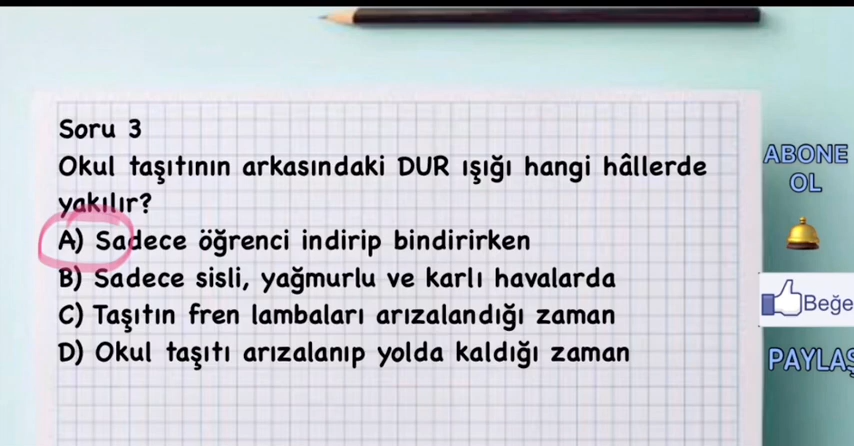 Soru 3
Okul taşıtının arkasındaki DUR ışığı hangi hâllerde
yakılır?
A) Sadece öğrenci indirip bindirirken
B) Sadece sisli, yağmurlu ve karlı havalarda
C) Taşıtın fren lambaları arızalandığı zaman
D) Okul taşıtı arızalanıp yolda kaldığı zaman
ABONE
OL
Beğe
PAYLAŞ